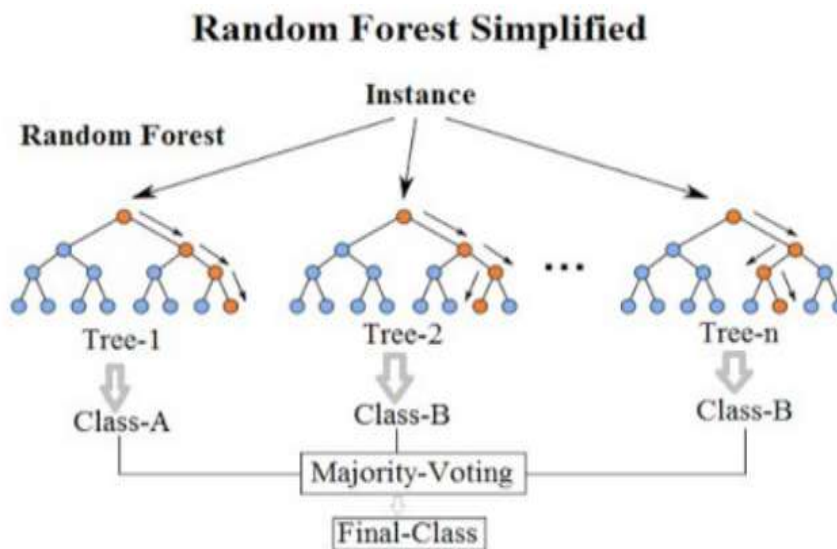 Random Forest Simplified
Instance
Random Forest
...
Tree-1
Tree-2
Tree-n
Class-A
Class-B
Class-B
Majority-Voting
Final-Class